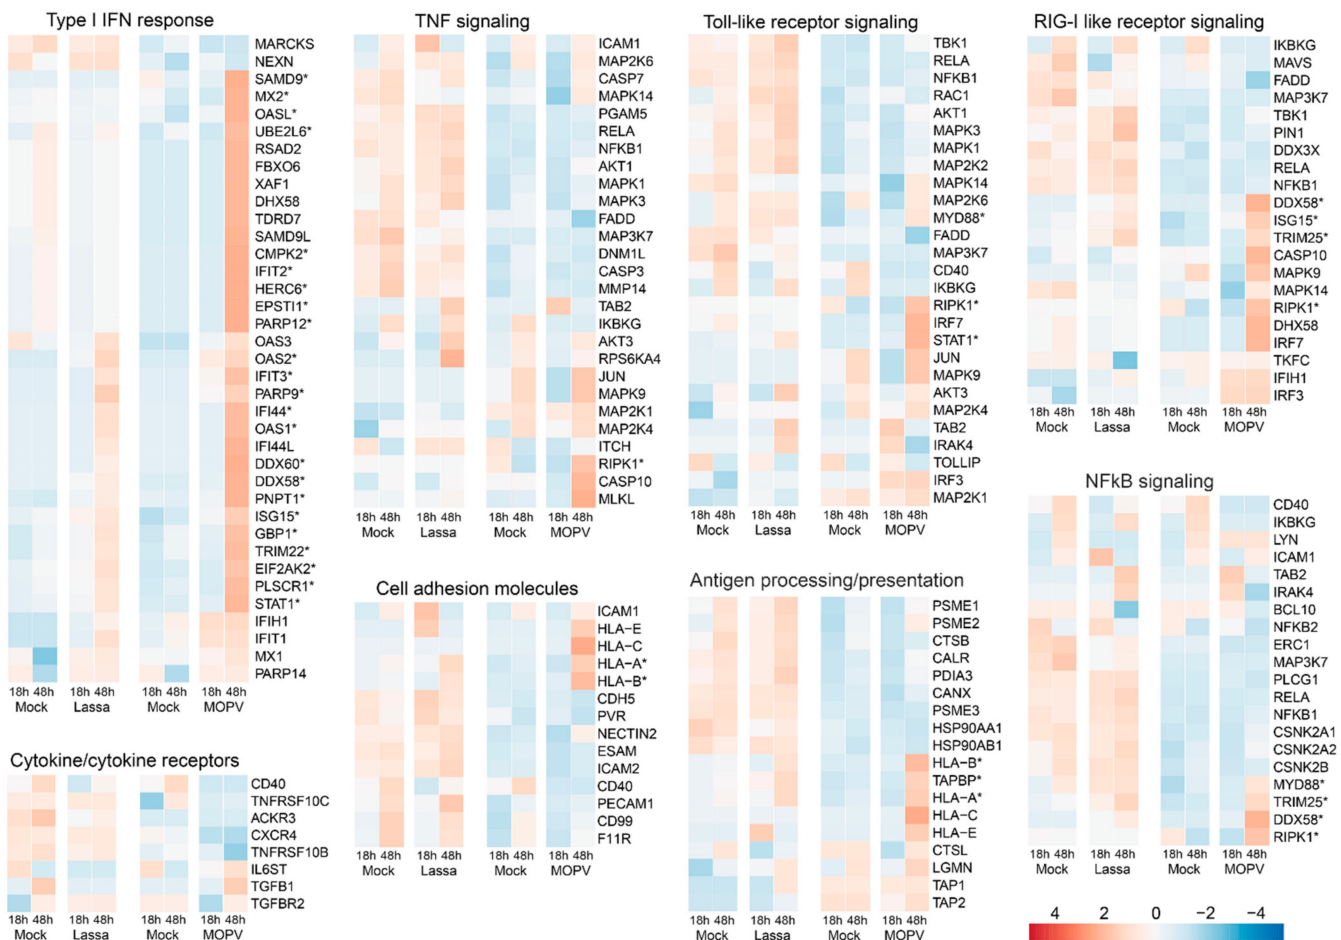 Type I IFN response
MARCKS
NEXN
SAMD9*
MX2*
OASL*
UBE2L6*
RSAD2
FBXO6
XAF1
DHX58
TDRD7
SAMD9L
CMPK2*
IFIT2*
HERC6*
EPSTI1*
PARP12*
OAS3
OAS2*
IFIT3*
PARP9*
IFI44*
OAS1*
IFI44L
DDX60*
DDX58*
PNPT1*
ISG15*
GBP1*
TRIM22*
EIF2AK2*
PLSCR1*
STAT1*
IFIH1
IFIT1
MX1
PARP14
18h 48h 18h 48h 18h 48h 18h 48h
Mock Lassa Mock MOPV
Cytokine/cytokine receptors
CD40
TNFRSF10C
ACKR3
CXCR4
TNFRSF10B
IL6ST
TGFB1
TGFBR2
18h 48h 18h 48h 18h 48h 18h 48h
Mock Lassa Mock MOPV
TNF signaling
ICAM1
MAP2K6
CASP7
MAPK14
PGAM5
RELA
NFKB1
AKT1
MAPK1
MAPK3
FADD
MAP3K7
DNM1L
CASP3
MMP14
TAB2
IKBKG
AKT3
RPS6KA4
JUN
MAPK9
MAP2K1
MAP2K4
ITCH
RIPK1*
CASP10
MLKL
18h 48h 18h 48h 18h 48h 18h 48h
Mock Lassa Mock MOPV
Cell adhesion molecules
ICAM1
HLA−E
HLA−C
HLA−A*
HLA−B*
CDH5
PVR
NECTIN2
ESAM
ICAM2
CD40
PECAM1
CD99
F11R
18h 48h 18h 48h 18h 48h 18h 48h
Mock Lassa Mock MOPV
Toll-like receptor signaling
TBK1
RELA
NFKB1
RAC1
AKT1
MAPK3
MAPK1
MAP2K2
MAPK14
MAP2K6
MYD88*
FADD
MAP3K7
CD40
IKBKG
RIPK1*
IRF7
STAT1*
JUN
MAPK9
AKT3
MAP2K4
TAB2
IRAK4
TOLLIP
IRF3
MAP2K1
18h 48h 18h 48h 18h 48h 18h 48h
Mock Lassa Mock MOPV
Antigen processing/presentation
PSME1
PSME2
CTSB
CALR
PDIA3
CANX
PSME3
HSP90AA1
HSP90AB1
HLA−B*
TAPBP*
HLA−A*
HLA−C
HLA−E
CTSL
LGMN
TAP1
TAP2
18h 48h 18h 48h 18h 48h 18h 48h
Mock Lassa Mock MOPV
RIG-I like receptor signaling
IKBKG
MAVS
FADD
MAP3K7
TBK1
PIN1
DDX3X
RELA
NFKB1
DDX58*
ISG15*
TRIM25*
CASP10
MAPK9
MAPK14
RIPK1*
DHX58
IRF7
TKFC
IFIH1
IRF3
18h 48h 18h 48h 18h 48h 18h 48h
Mock Lassa Mock MOPV
NFkB signaling
CD40
IKBKG
LYN
ICAM1
TAB2
IRAK4
BCL10
NFKB2
ERC1
MAP3K7
PLCG1
RELA
NFKB1
CSNK2A1
CSNK2A2
CSNK2B
MYD88*
TRIM25*
DDX58*
RIPK1*
18h 48h 18h 48h 18h 48h 18h 48h
Mock Lassa Mock MOPV
4 2 0 −2 −4